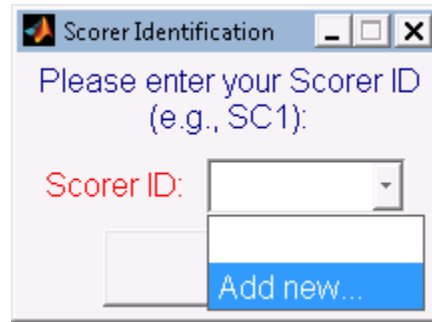 Scorer Identification
Please enter your Scorer ID
(e.g., SC1):
Scorer ID:
Add new...